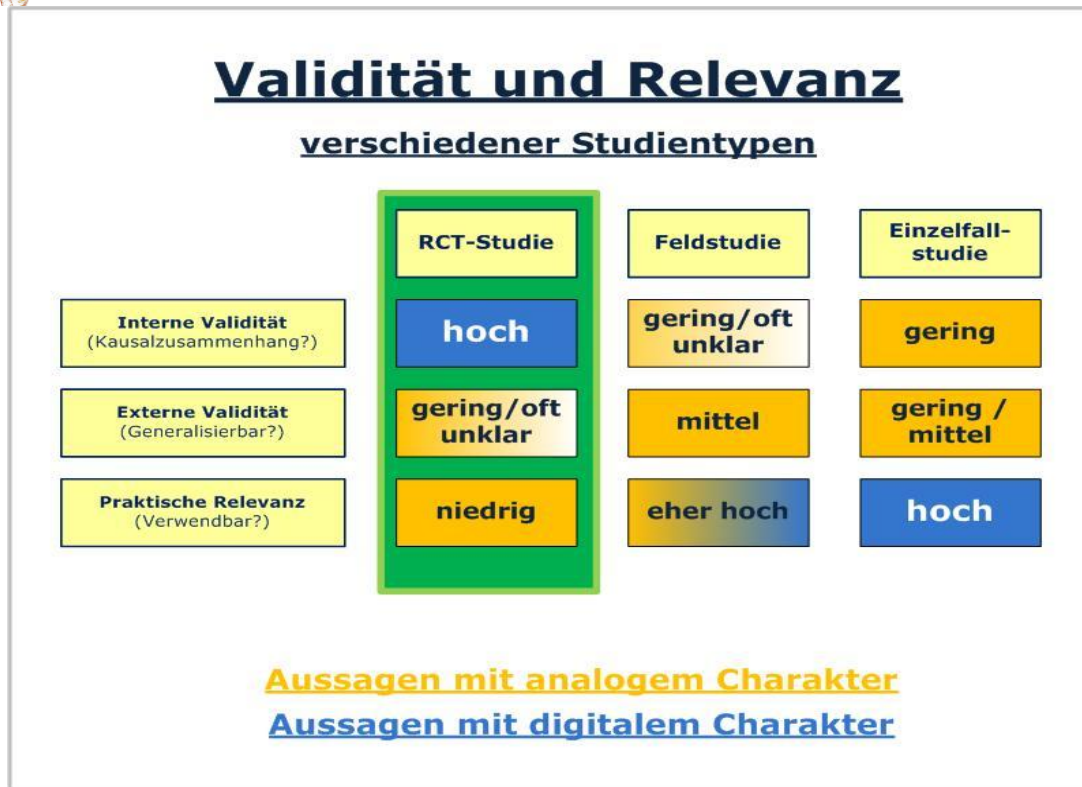 Validität und Relevanz
verschiedener Studientypen
RCT-Studie
Feldstudie
Einzelfall-
studie
Interne Validität
(Kausalzusammenhang?)
hoch
gering/oft
unklar
gering
Externe Validität
(Generalisierbar?)
gering/oft
unklar
mittel
gering /
mittel
Praktische Relevanz
(Verwendbar?)
niedrig
eher hoch
hoch
Aussagen mit analogem Charakter
Aussagen mit digitalem Charakter